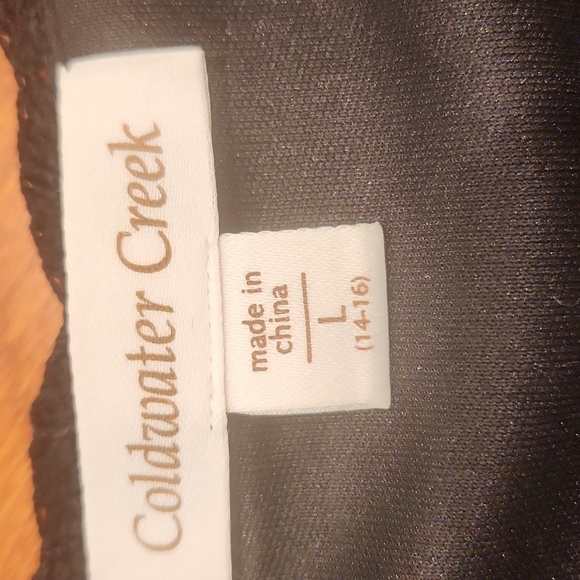 Coldwater Creek
made in
china
L
(14-16)